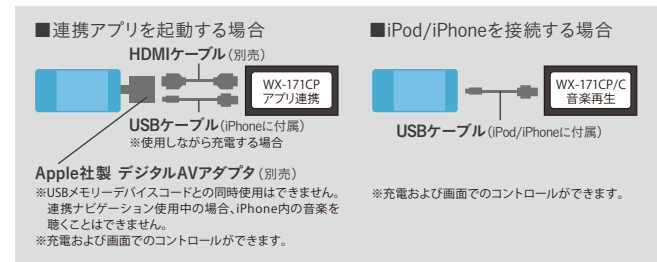 ■連携アプリを起動する場合
HDMIケーブル(別売)
WX-171CP
アプリ連携
USBケーブル(iPhoneに付属)
※使用しながら充電する場合
Apple社製 デジタルAVアダプタ(別売)
※USBメモリーデバイスコードとの同時使用はできません。
連携ナビゲーション使用中の場合、iPhone内の音楽を
聴くことはできません。
※充電および画面でのコントロールができます。
■iPod/iPhoneを接続する場合
WX-171CP/C
音楽再生
USBケーブル(iPod/iPhoneに付属)
※充電および画面でのコントロールができます。